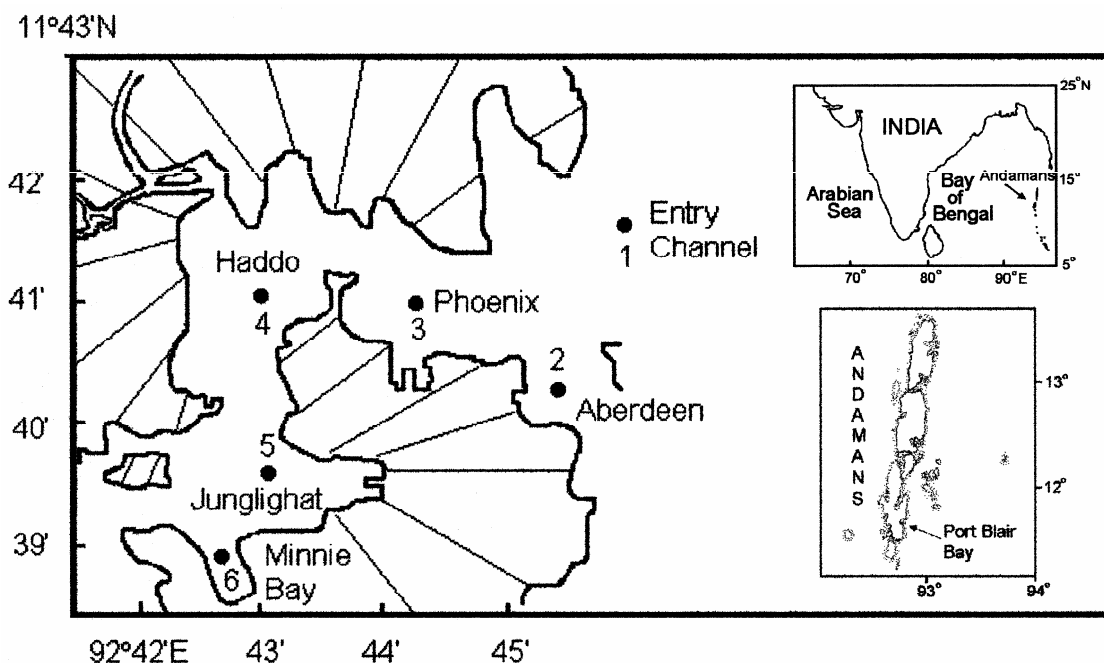 11°43'N
42'
41'
40'
39'
92°42'E
43'
44'
45'
Entry
Channel
1
Haddo
4
Phoenix
3
2
Aberdeen
5
Junglighat
Minnie
Bay
6
25°N
INDIA
Andamans
15°
Arabian
Sea
Bay
of
Bengal
5°
70°
80°
90°E
ANDAMANS
13°
12°
Port Blair
Bay
93°
94°